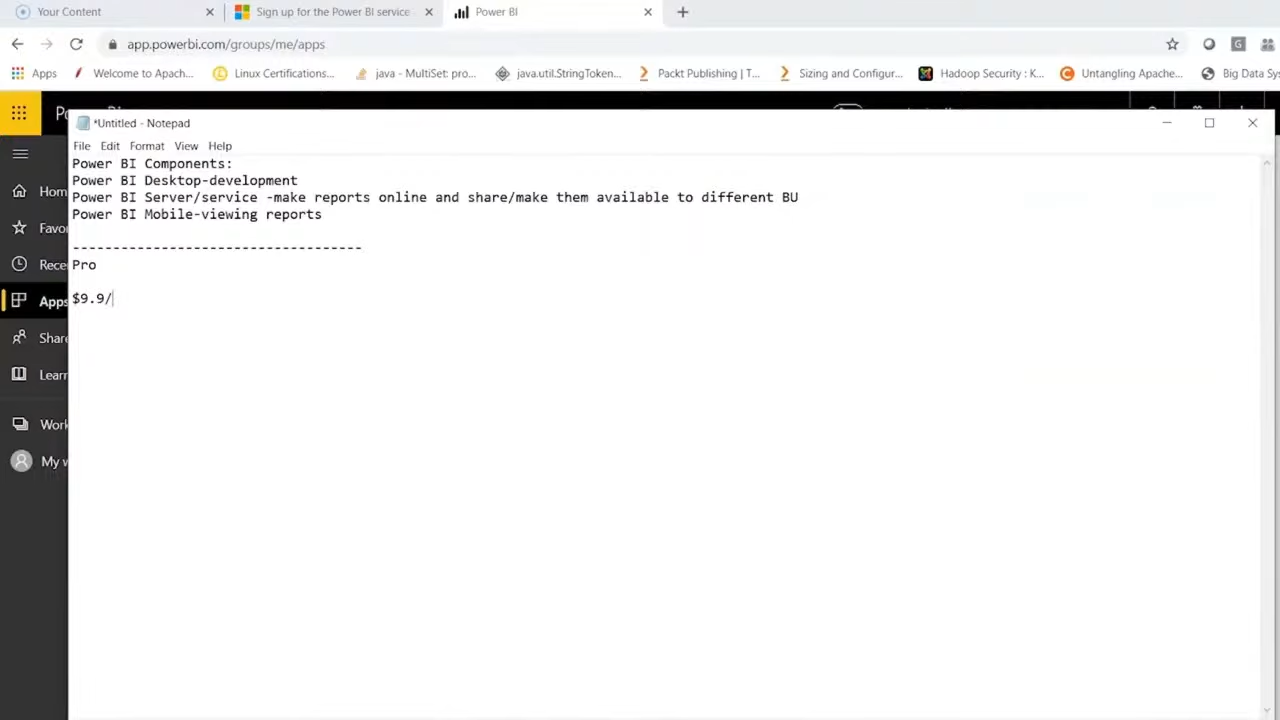 Your Content
Sign up for the Power BI service
Power BI
app.powerbi.com/groups/me/apps
Apps
Welcome to Apach...
Linux Certifications...
java - MultiSet: pro...
java.util.StringToken...
Packt Publishing | T...
Sizing and Configur...
Hadoop Security : K...
Untangling Apache...
Big Data Sys
*Untitled - Notepad
File Edit Format View Help
Power BI Components:
Power BI Desktop-development
Power BI Server/service -make reports online and share/make them available to different BU
Power BI Mobile-viewing reports
------------------------------------
Pro
$9.9/
Hom
Favo
Rece
Apps
Share
Learn
Work
My w